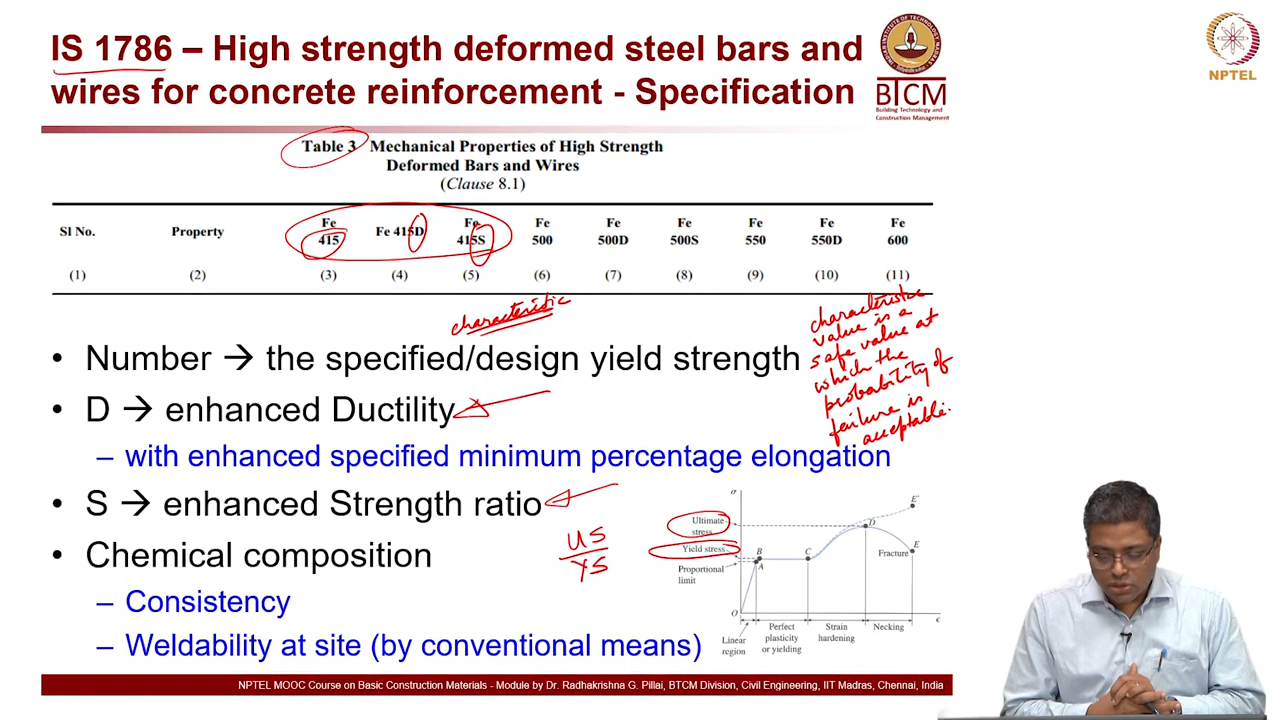 IS 1786 – High strength deformed steel bars and
wires for concrete reinforcement - Specification
BTCM
Building Technology and
Construction Management
NPTEL
Table 3 Mechanical Properties of High Strength
Deformed Bars and Wires
(Clause 8.1)
Sl No. Property Fe 415 Fe 415D Fe 415S Fe 500 Fe 500D Fe 500S Fe 550 Fe 550D Fe 600
(1) (2) (3) (4) (5) (6) (7) (8) (9) (10) (11)
characteristic
• Number → the specified/design yield strength
characteristic
value is a
safe value at
which the
probability of
failure is
acceptable.
• D → enhanced Ductility
– with enhanced specified minimum percentage elongation
• S → enhanced Strength ratio
US
YS
• Chemical composition
– Consistency
– Weldability at site (by conventional means)
σ
E'
Ultimate
stress
D
Yield stress
B
C
E
A
Fracture
Proportional
limit
O
ε
Linear
region
Perfect
plasticity
or yielding
Strain
hardening
Necking
NPTEL MOOC Course on Basic Construction Materials - Module by Dr. Radhakrishna G. Pillai, BTCM Division, Civil Engineering, IIT Madras, Chennai, India